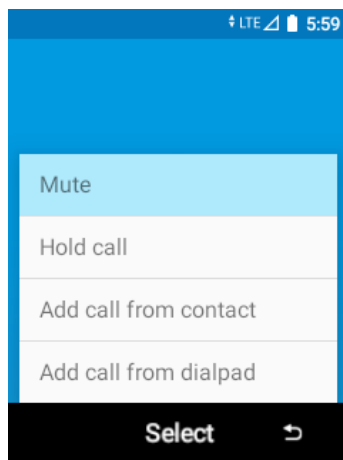 LTE 5:59
Mute
Hold call
Add call from contact
Add call from dialpad
Select